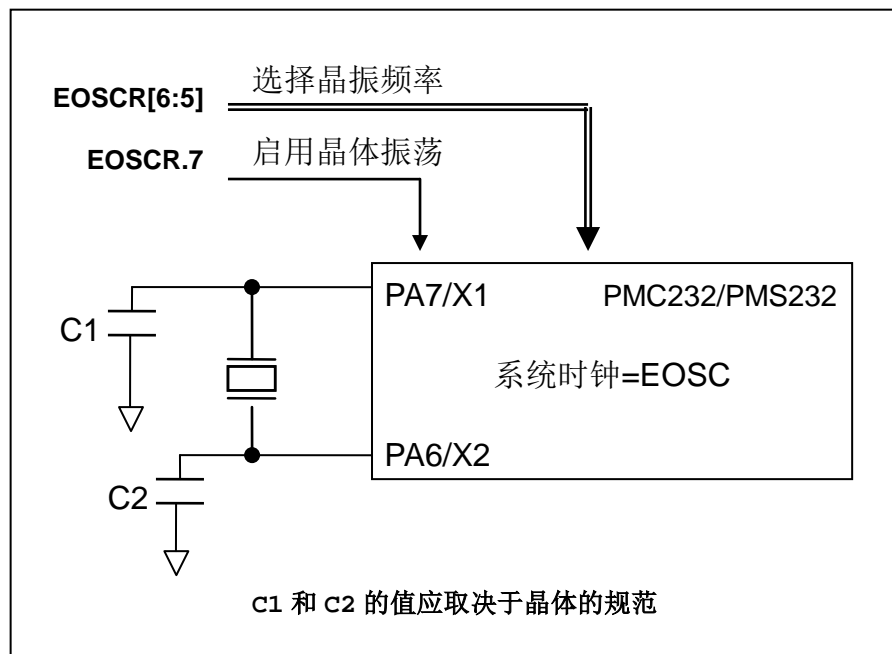 EOSCR[6:5]
选择晶振频率
EOSCR.7
启用晶体振荡
PA7/X1
PMC232/PMS232
C1
系统时钟=EOSC
PA6/X2
C2
C1 和 C2 的值应取决于晶体的规范